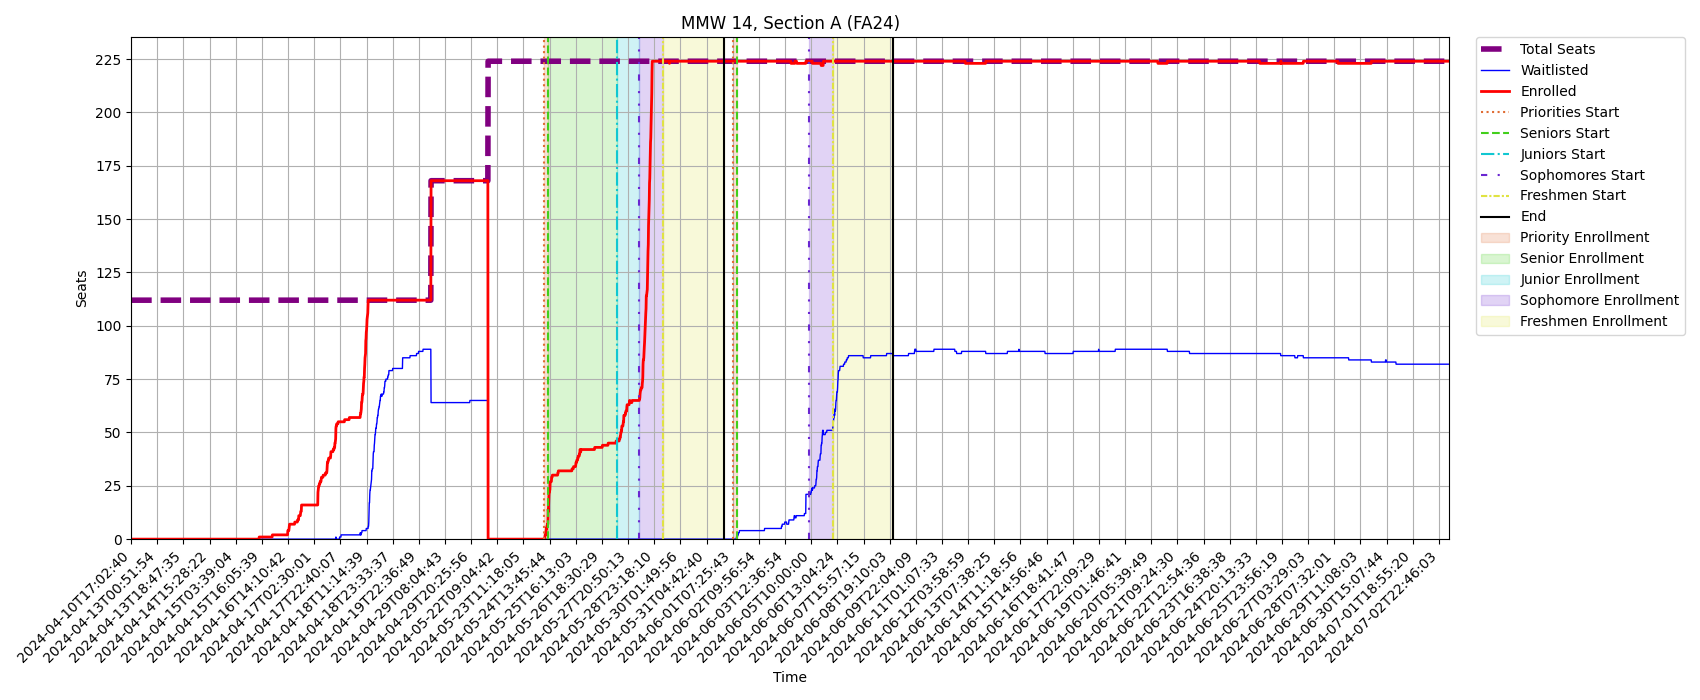 MMW 14, Section A (FA24)
Total Seats
Waitlisted
Enrolled
Priorities Start
Seniors Start
Juniors Start
Sophomores Start
Freshmen Start
End
Priority Enrollment
Senior Enrollment
Junior Enrollment
Sophomore Enrollment
Freshmen Enrollment
Seats
225
200
175
150
125
100
75
50
25
0
2024-04-10T17:02:40
2024-04-13T00:51:54
2024-04-13T18:47:35
2024-04-14T15:28:22
2024-04-15T03:39:04
2024-04-15T16:05:39
2024-04-16T14:10:42
2024-04-17T02:30:01
2024-04-17T22:40:07
2024-04-18T11:14:39
2024-04-18T23:33:37
2024-04-19T22:36:49
2024-04-29T08:04:43
2024-04-29T20:25:56
2024-05-22T09:04:42
2024-05-23T11:18:05
2024-05-24T13:45:44
2024-05-25T16:13:03
2024-05-26T18:30:29
2024-05-27T20:50:13
2024-05-28T23:18:10
2024-05-30T01:49:56
2024-05-31T04:42:40
2024-06-01T07:25:43
2024-06-02T09:56:54
2024-06-03T12:36:54
2024-06-05T10:00:00
2024-06-06T13:04:24
2024-06-07T15:57:15
2024-06-08T19:10:03
2024-06-09T22:04:09
2024-06-11T01:07:33
2024-06-12T03:58:59
2024-06-13T07:38:25
2024-06-14T11:18:56
2024-06-15T14:56:46
2024-06-16T18:41:47
2024-06-17T22:09:29
2024-06-19T01:46:41
2024-06-20T05:39:49
2024-06-21T09:24:30
2024-06-22T12:54:36
2024-06-23T16:38:38
2024-06-24T20:13:33
2024-06-25T23:56:19
2024-06-27T03:29:03
2024-06-28T07:32:01
2024-06-29T11:08:03
2024-06-30T15:07:44
2024-07-01T18:55:20
2024-07-02T22:46:03
Time